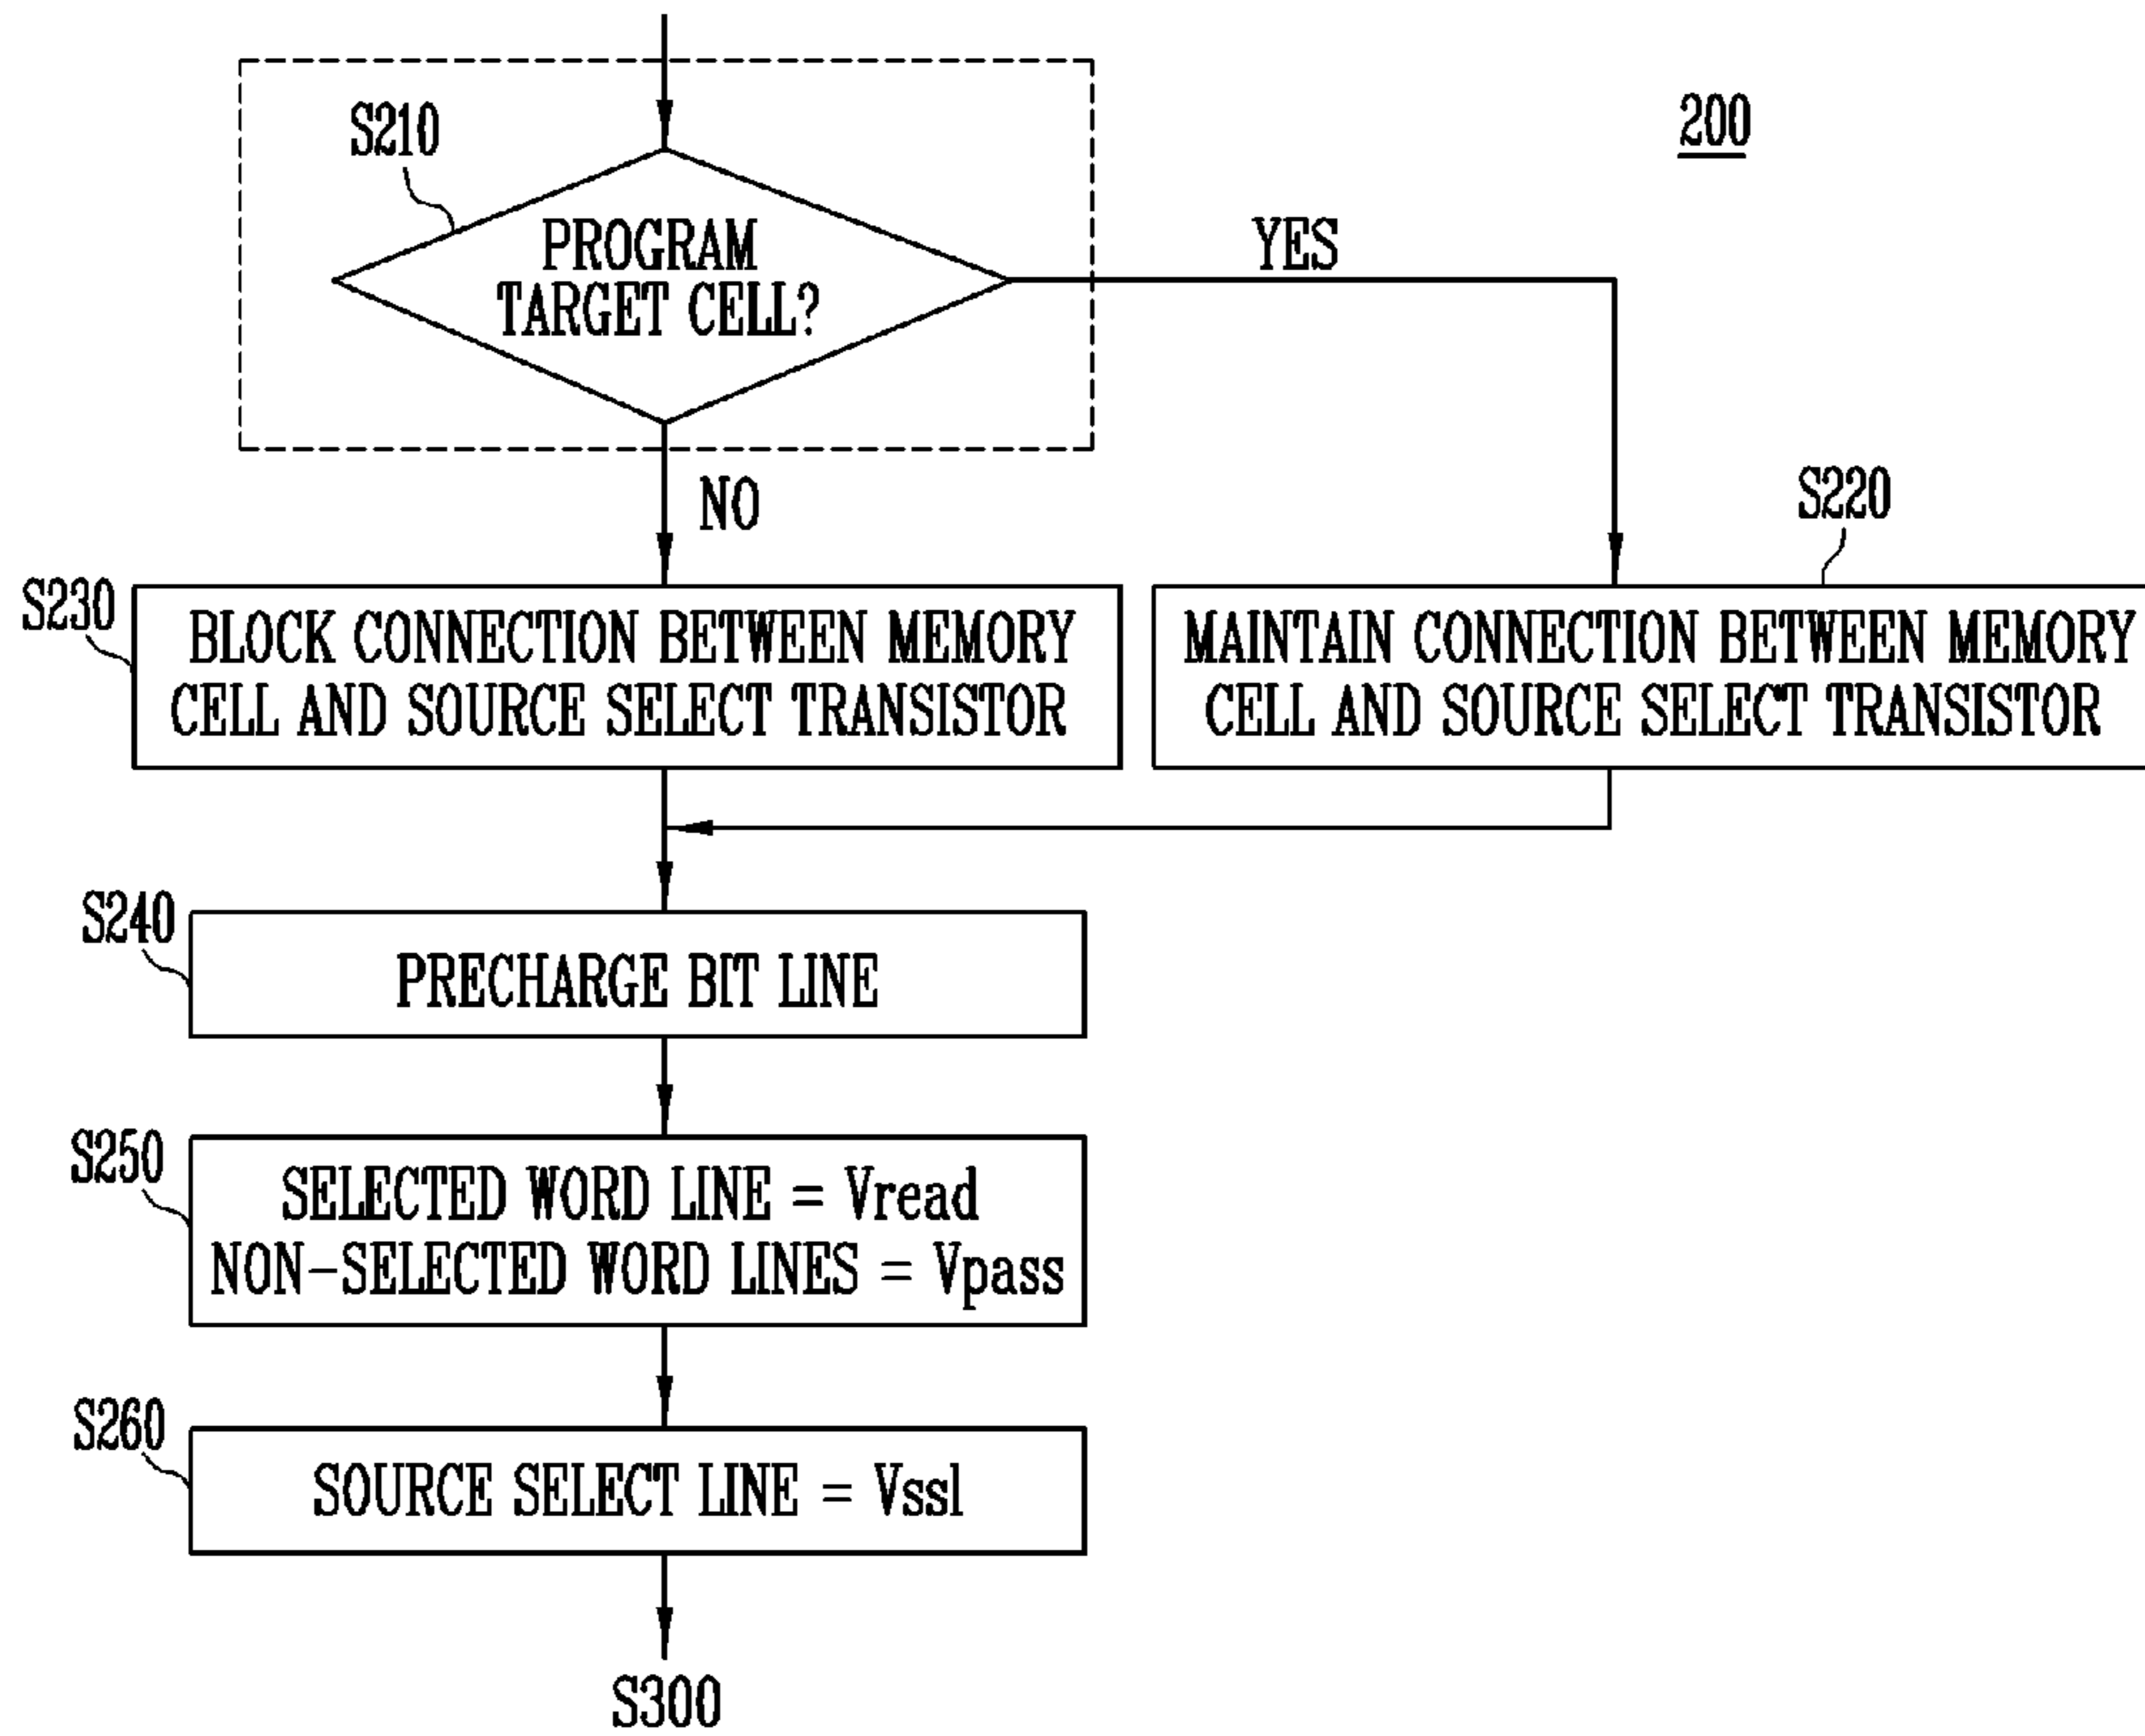 200
S210
PROGRAM
TARGET CELL?
YES
NO
S220
S230
BLOCK CONNECTION BETWEEN MEMORY
CELL AND SOURCE SELECT TRANSISTOR
MAINTAIN CONNECTION BETWEEN MEMORY
CELL AND SOURCE SELECT TRANSISTOR
S240
PRECHARGE BIT LINE
S250
SELECTED WORD LINE = Vread
NON-SELECTED WORD LINES = Vpass
S260
SOURCE SELECT LINE = Vssl
S300